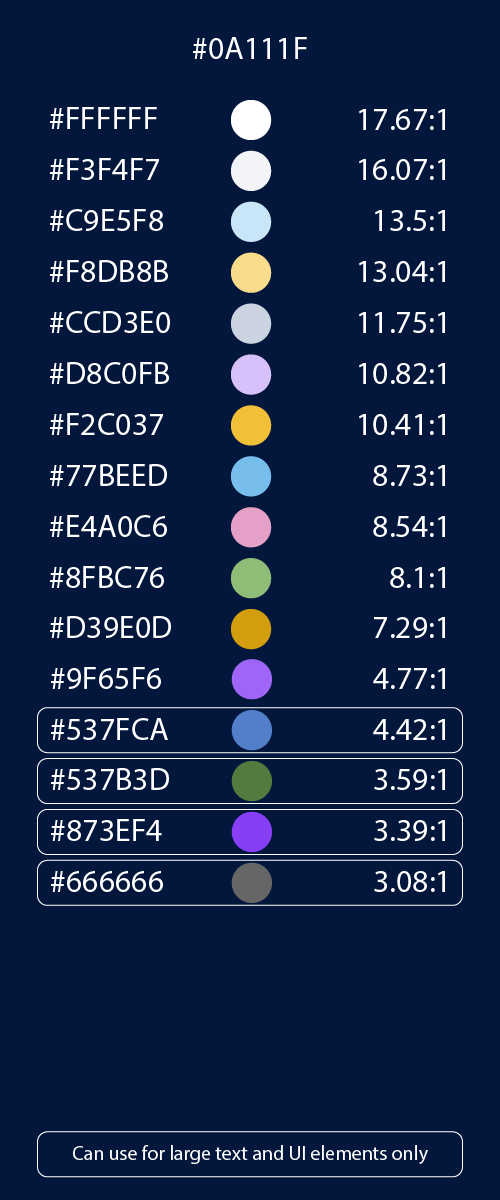 #0A111F
#FFFFFF 17.67:1
#F3F4F7 16.07:1
#C9E5F8 13.5:1
#F8DB8B 13.04:1
#CCD3E0 11.75:1
#D8C0FB 10.82:1
#F2C037 10.41:1
#77BEED 8.73:1
#E4A0C6 8.54:1
#8FBC76 8.1:1
#D39E0D 7.29:1
#9F65F6 4.77:1
#537FCA 4.42:1
#537B3D 3.59:1
#873EF4 3.39:1
#666666 3.08:1
Can use for large text and UI elements only